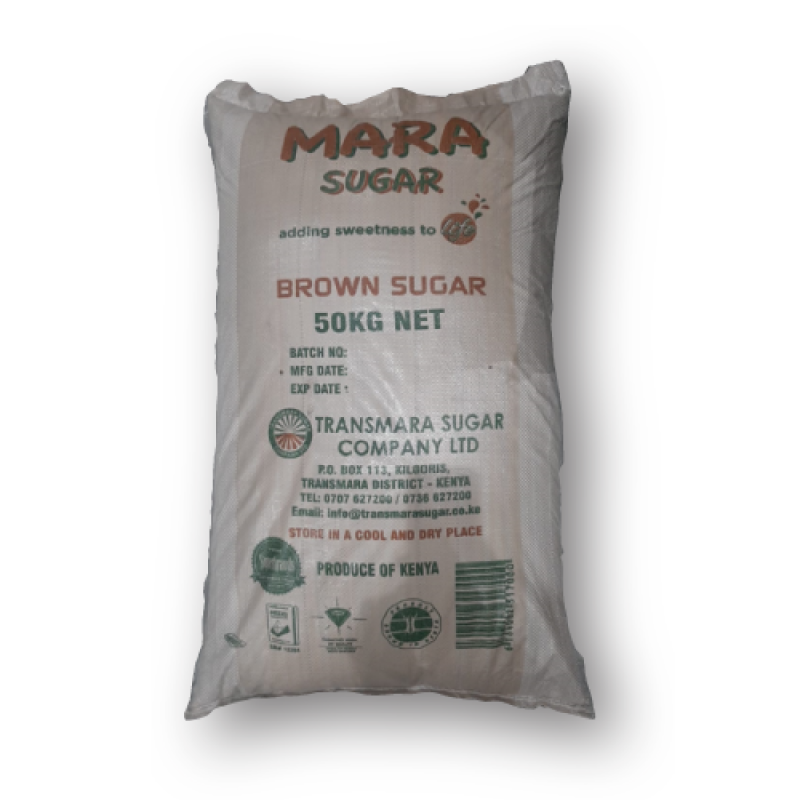 MARA
SUGAR
adding sweetness to life
BROWN SUGAR
50KG NET
BATCH NO:
MFG DATE:
EXP DATE :
TRANSMARA SUGAR
COMPANY LTD
P.O. BOX 113, KILGORIS,
TRANSMARA DISTRICT - KENYA
TEL: 0707 627200 / 0736 627200
Email: info@transmarasugar.co.ke
STORE IN A COOL AND DRY PLACE
PRODUCE OF KENYA